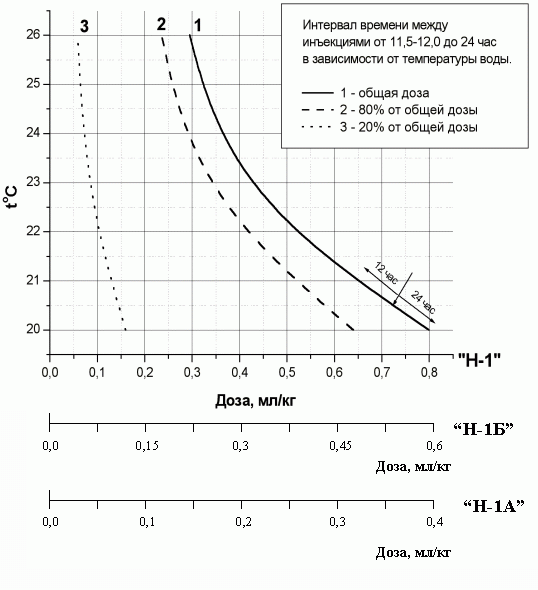 3
2
1
Интервал времени между
инъекциями от 11,5-12,0 до 24 час
в зависимости от температуры воды.
1 - общая доза
2 - 80% от общей дозы
3 - 20% от общей дозы
26
25
24
23
22
21
20
t°C
12 час
24 час
0,0 0,1 0,2 0,3 0,4 0,5 0,6 0,7 0,8
"Н-1"
Доза, мл/кг
“Н-1Б”
0,0 0,15 0,3 0,45 0,6
Доза, мл/кг
“Н-1А”
0,0 0,1 0,2 0,3 0,4
Доза, мл/кг